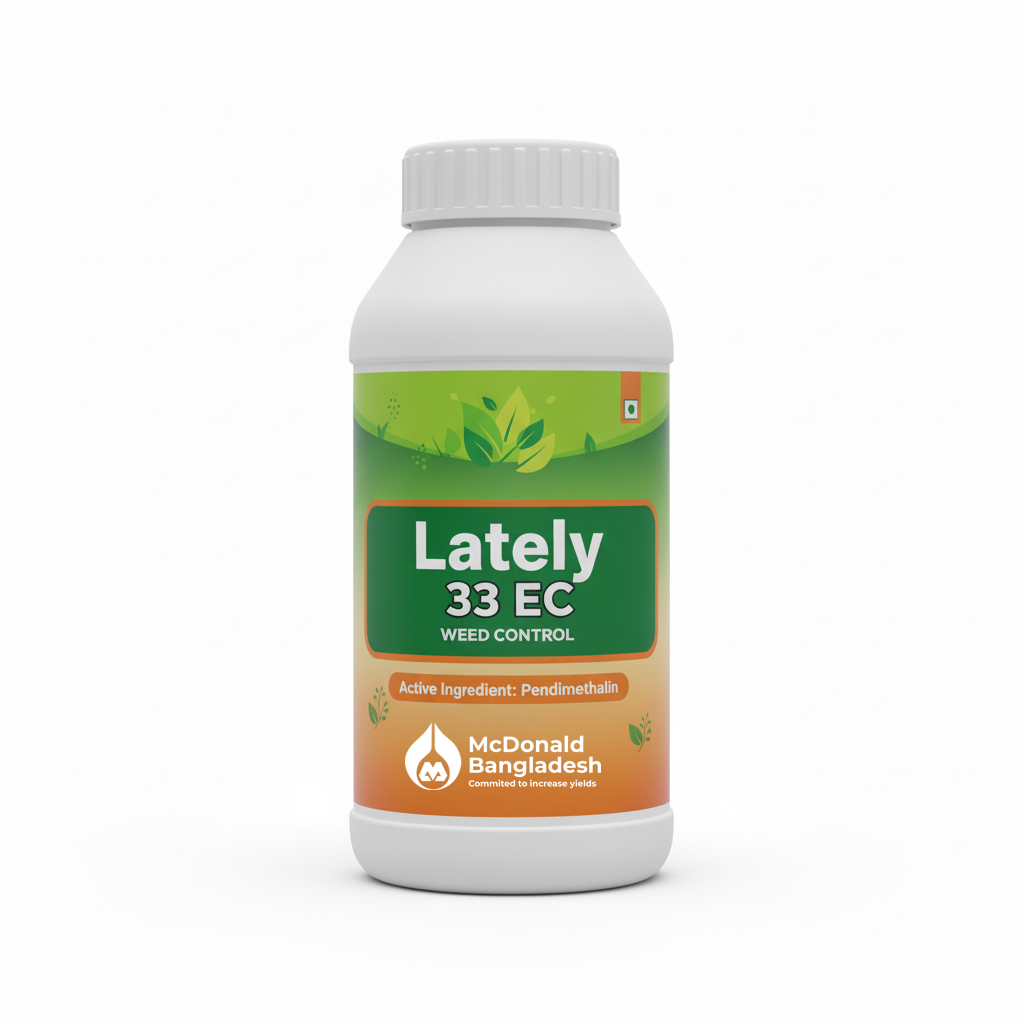 Lately
33 EC
WEED CONTROL
Active Ingredient: Pendimethalin
McDonald
Bangladesh
Commited to increase yields